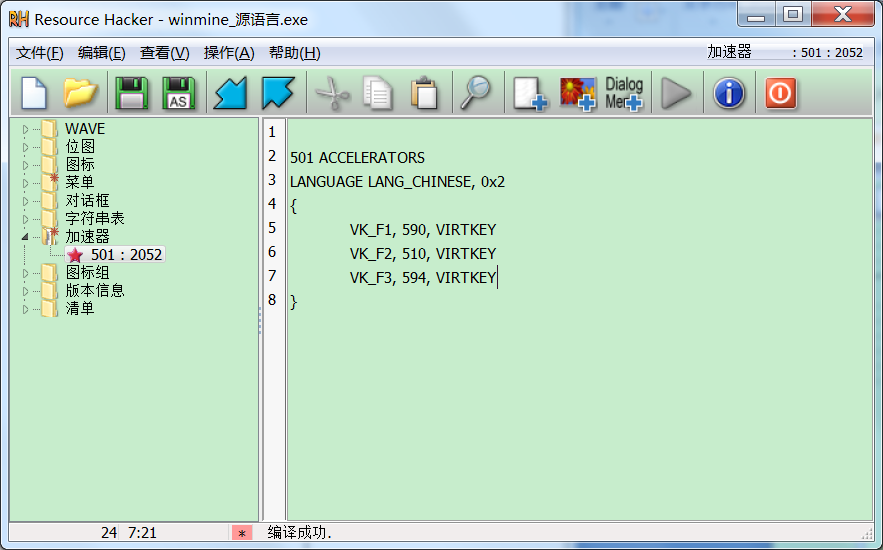 Resource Hacker - winmine_源语言.exe
文件(F) 编辑(E) 查看(V) 操作(A) 帮助(H) 加速器 : 501 : 2052
AS
Dialog
Men
WAVE
位图
图标
菜单
对话框
字符串表
加速器
501 : 2052
图标组
版本信息
清单
1
2 501 ACCELERATORS
3 LANGUAGE LANG_CHINESE, 0x2
4 {
5 VK_F1, 590, VIRTKEY
6 VK_F2, 510, VIRTKEY
7 VK_F3, 594, VIRTKEY
8 }
24 7:21 * 编译成功.